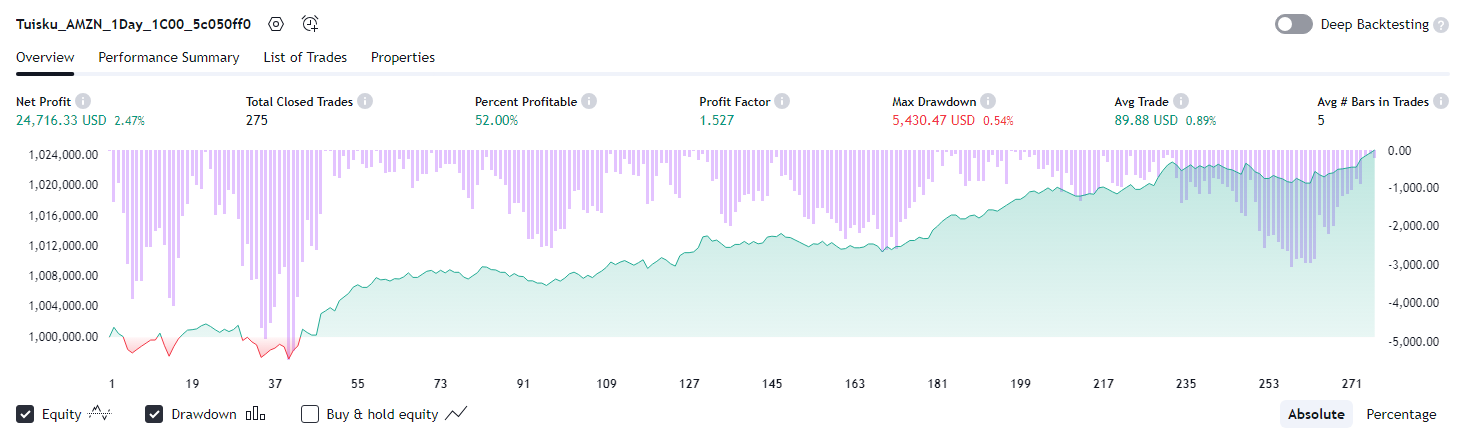 Tuisku_AMZN_1Day_1C00_5c050ff0 Deep Backtesting
Overview Performance Summary List of Trades Properties
Net Profit Total Closed Trades Percent Profitable Profit Factor Max Drawdown Avg Trade Avg # Bars in Trades
24,716.33 USD 2.47% 275 52.00% 1.527 5,430.47 USD 0.54% 89.88 USD 0.89% 5
1,024,000.00 0.00
1,020,000.00 -1,000.00
1,016,000.00 -2,000.00
1,012,000.00 -3,000.00
1,008,000.00 -4,000.00
1,004,000.00 -5,000.00
1,000,000.00
1 19 37 55 73 91 109 127 145 163 181 199 217 235 253 271
Equity Drawdown Buy & hold equity Absolute Percentage